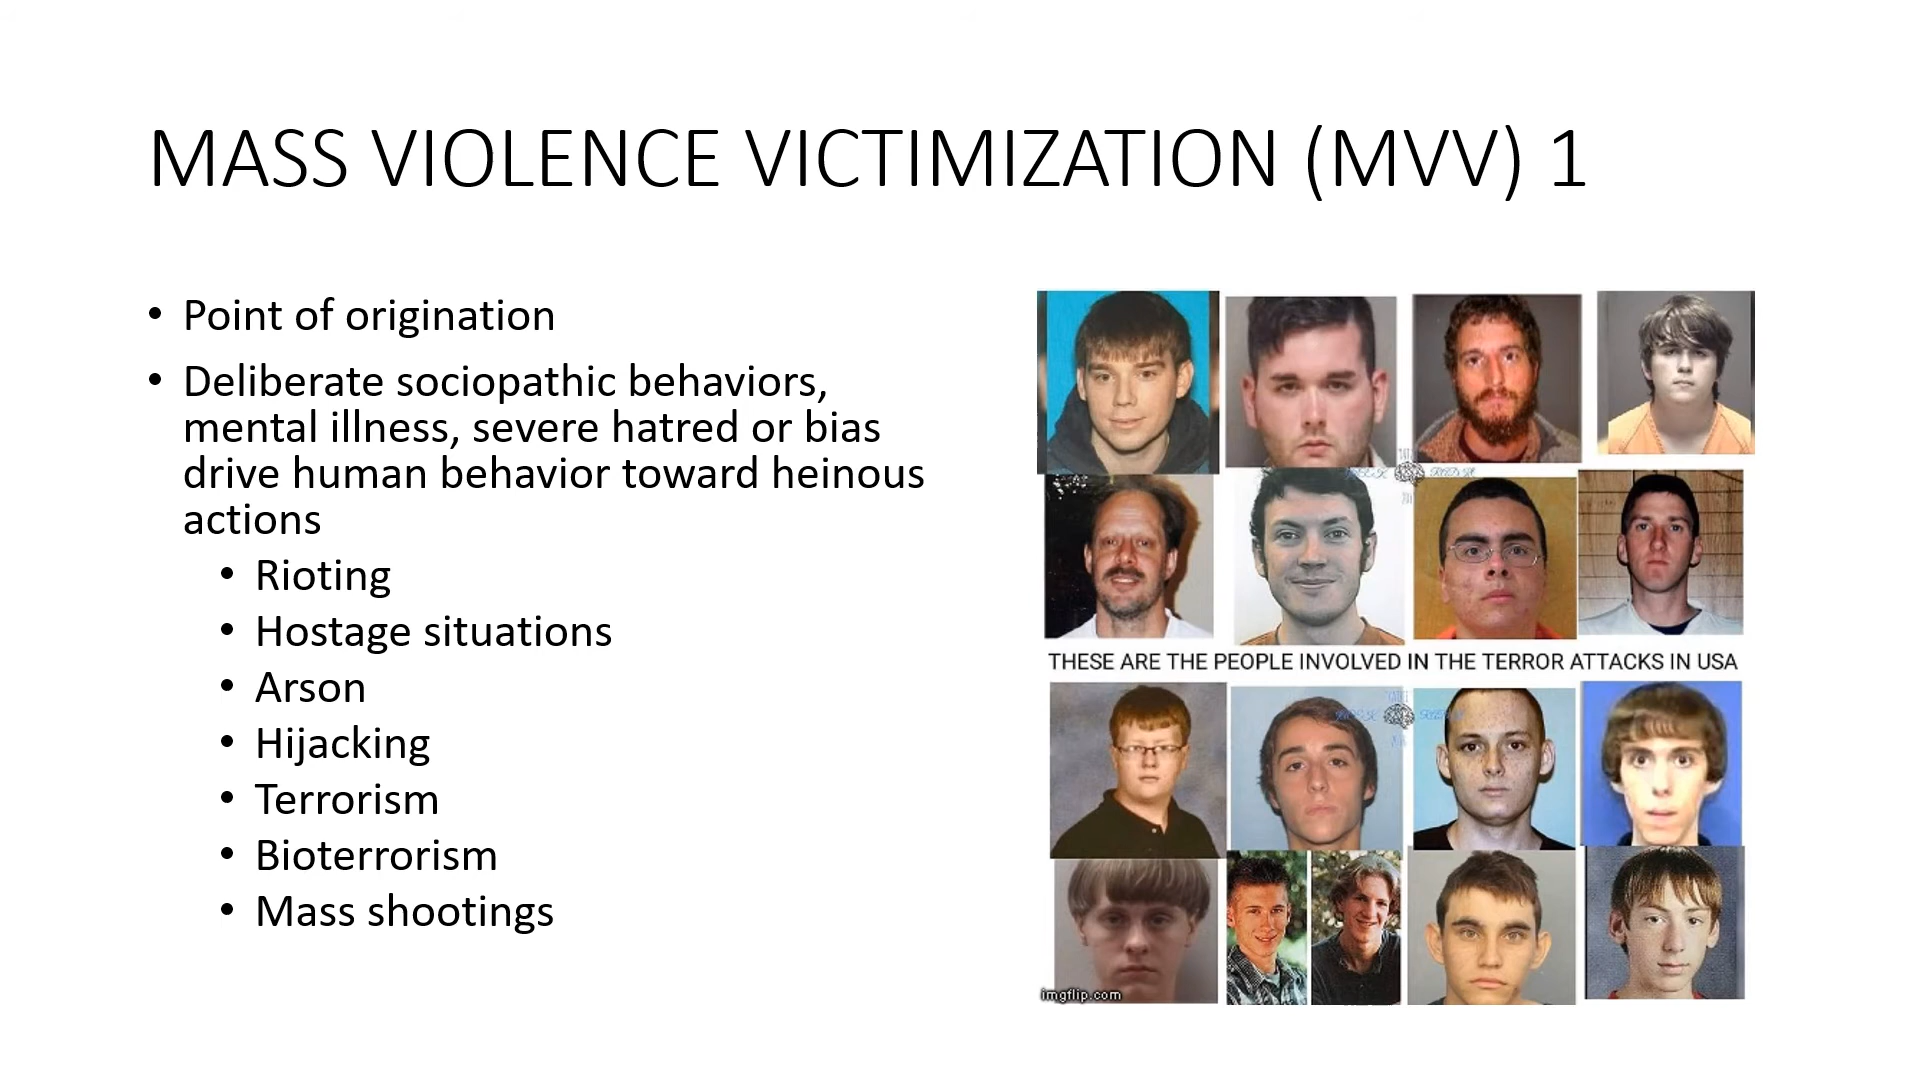 MASS VIOLENCE VICTIMIZATION (MVV) 1
• Point of origination
• Deliberate sociopathic behaviors,
mental illness, severe hatred or bias
drive human behavior toward heinous
actions
• Rioting
• Hostage situations
• Arson
• Hijacking
• Terrorism
• Bioterrorism
• Mass shootings
THESE ARE THE PEOPLE INVOLVED IN THE TERROR ATTACKS IN USA
imgflip.com